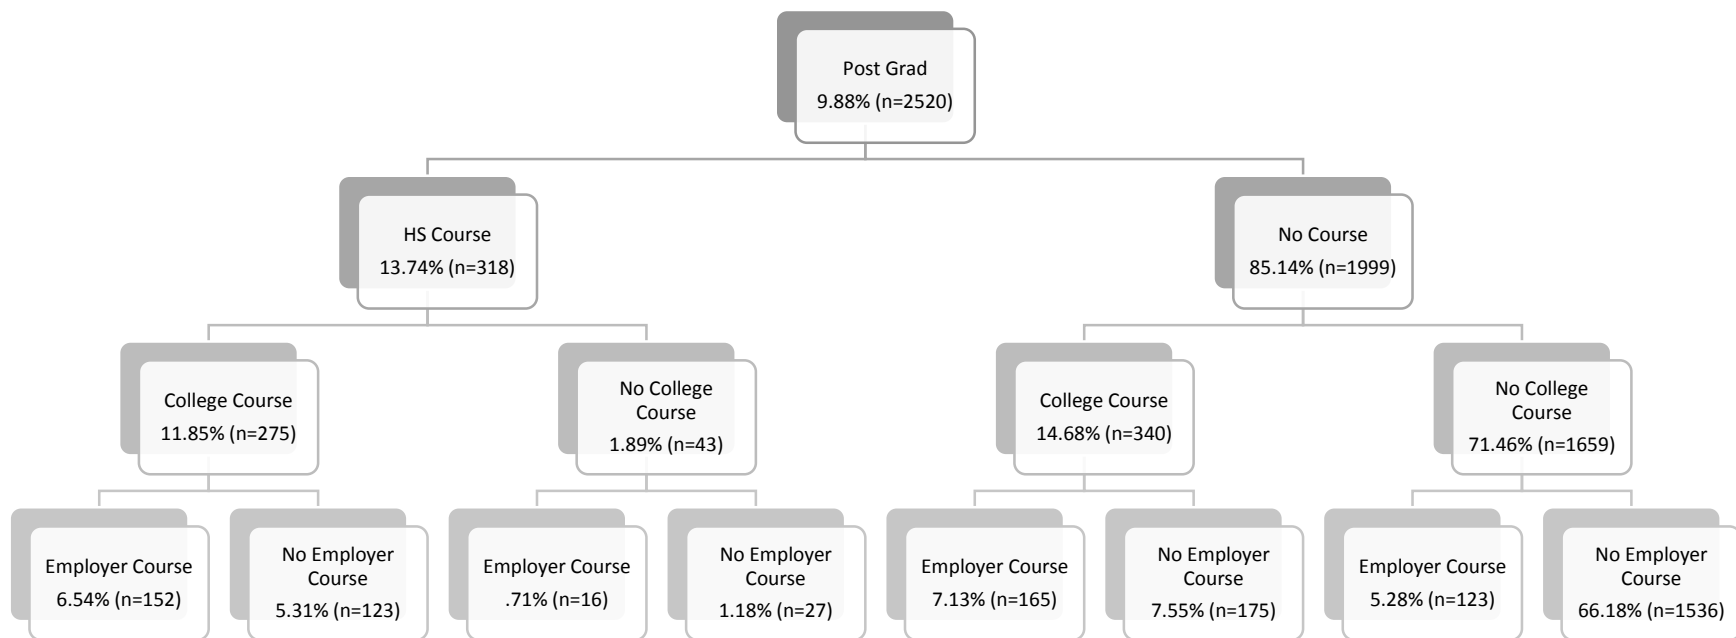 Post Grad
9.88% (n=2520)
HS Course
13.74% (n=318)
No Course
85.14% (n=1999)
College Course
11.85% (n=275)
No College
Course
1.89% (n=43)
College Course
14.68% (n=340)
No College
Course
71.46% (n=1659)
Employer Course
6.54% (n=152)
No Employer
Course
5.31% (n=123)
Employer Course
.71% (n=16)
No Employer
Course
1.18% (n=27)
Employer Course
7.13% (n=165)
No Employer
Course
7.55% (n=175)
Employer Course
5.28% (n=123)
No Employer
Course
66.18% (n=1536)